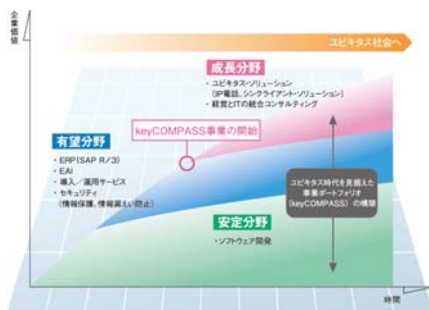 企業価値
ユビキタス社会へ
成長分野
・ユビキタス・ソリューション
(IP電話、シンクライアント・ソリューション)
・経営とITの統合コンサルティング
keyCOMPASS事業の開始
有望分野
・ERP(SAP R/3)
・EAI
・導入/運用サービス
・セキュリティ
(情報保護、情報漏えい防止)
ユビキタス時代を見据えた
事業ポートフォリオ
(keyCOMPASS)の構築
安定分野
・ソフトウェア開発
時間